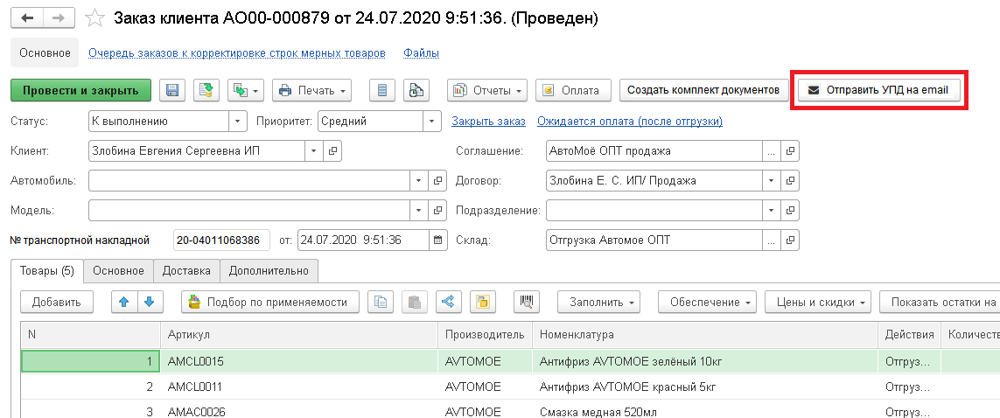 Заказ клиента АО00-000879 от 24.07.2020 9:51:36. (Проведен)
Основное Очередь заказов к корректировке строк мерных товаров Файлы
Провести и закрыть Печать Отчеты Оплата Создать комплект документов Отправить УПД на email
Статус: К выполнению Приоритет: Средний Закрыть заказ Ожидается оплата (после отгрузки)
Клиент: Злобина Евгения Сергеевна ИП Соглашение: АвтоМоё ОПТ продажа ...
Автомобиль: Договор: Злобина Е. С. ИП/ Продажа
Модель: Подразделение:
№ транспортной накладной 20-04011068386 от: 24.07.2020 9:51:36 Склад: Отгрузка Автомое ОПТ ...
Товары (5) Основное Доставка Дополнительно
Добавить Подбор по применяемости Заполнить Обеспечение Цены и скидки Показать остатки на
N Артикул Производитель Номенклатура Действия Количеств
1 AMCL0015 AVTOMOE Антифриз AVTOMOE зелёный 10кг Отгруз...
2 AMCL0011 AVTOMOE Антифриз AVTOMOE красный 5кг Отгруз...
3 AMAC0026 AVTOMOE Смазка медная 520мл Отгруз...